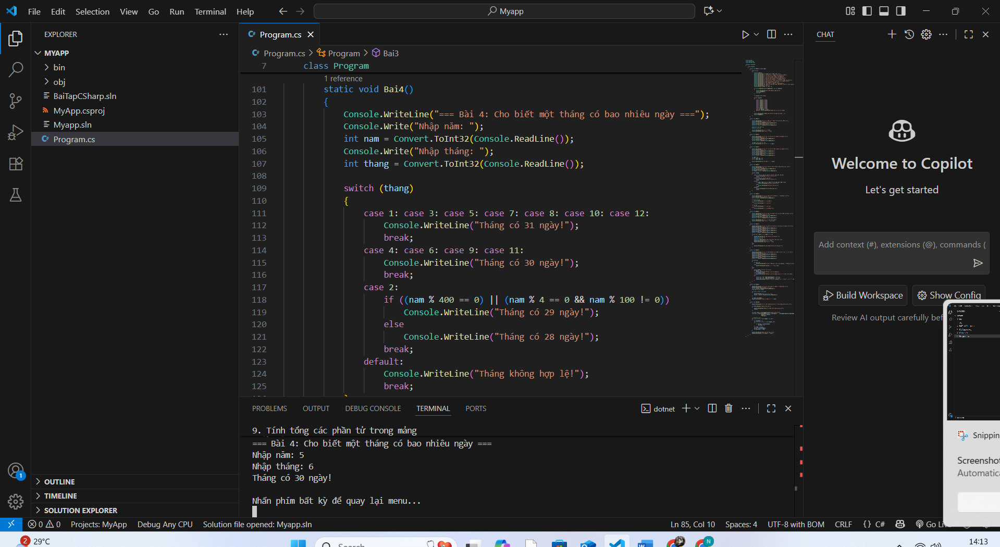 File Edit Selection View Go Run Terminal Help
Myapp
EXPLORER
MYAPP
bin
obj
BaiTapCSharp.sln
MyApp.csproj
Myapp.sln
Program.cs
OUTLINE
TIMELINE
SOLUTION EXPLORER
Program.cs
Program.cs > Program > Bai3
7 class Program
1 reference
101 static void Bai4()
102 {
103 Console.WriteLine("=== Bài 4: Cho biết một tháng có bao nhiêu ngày ===");
104 Console.Write("Nhập năm: ");
105 int nam = Convert.ToInt32(Console.ReadLine());
106 Console.Write("Nhập tháng: ");
107 int thang = Convert.ToInt32(Console.ReadLine());
108
109 switch (thang)
110 {
111 case 1: case 3: case 5: case 7: case 8: case 10: case 12:
112 Console.WriteLine("Tháng có 31 ngày!");
113 break;
114 case 4: case 6: case 9: case 11:
115 Console.WriteLine("Tháng có 30 ngày!");
116 break;
117 case 2:
118 if ((nam % 400 == 0) || (nam % 4 == 0 && nam % 100 != 0))
119 Console.WriteLine("Tháng có 29 ngày!");
120 else
121 Console.WriteLine("Tháng có 28 ngày!");
122 break;
123 default:
124 Console.WriteLine("Tháng không hợp lệ!");
125 break;
PROBLEMS OUTPUT DEBUG CONSOLE TERMINAL PORTS
dotnet
9. Tính tổng các phần tử trong mảng
=== Bài 4: Cho biết một tháng có bao nhiêu ngày ===
Nhập năm: 5
Nhập tháng: 6
Tháng có 30 ngày!
Nhấn phím bất kỳ để quay lại menu...
CHAT
Welcome to Copilot
Let's get started
Add context (#), extensions (@), commands (
Build Workspace
Show Config
Review AI output carefully bef
Snippin
Screenshot
Automatica
1
0 0 Projects: MyApp Debug Any CPU Solution file opened: Myapp.sln
Ln 85, Col 10 Spaces: 4 UTF-8 with BOM CRLF {} C# Go Li
2
29°C
Search
N
14:13